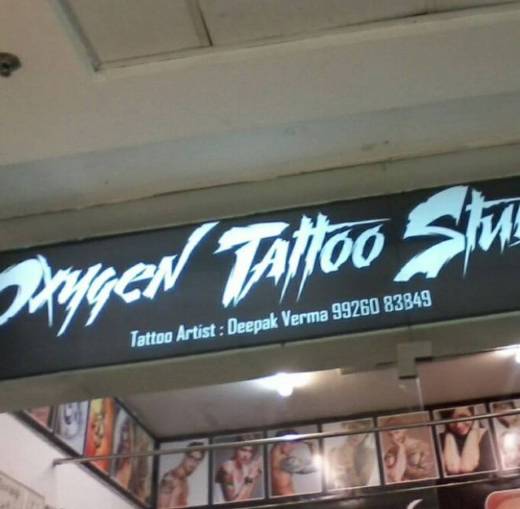 Oxygen Tattoo Stu
Tattoo Artist : Deepak Verma 99260 83849